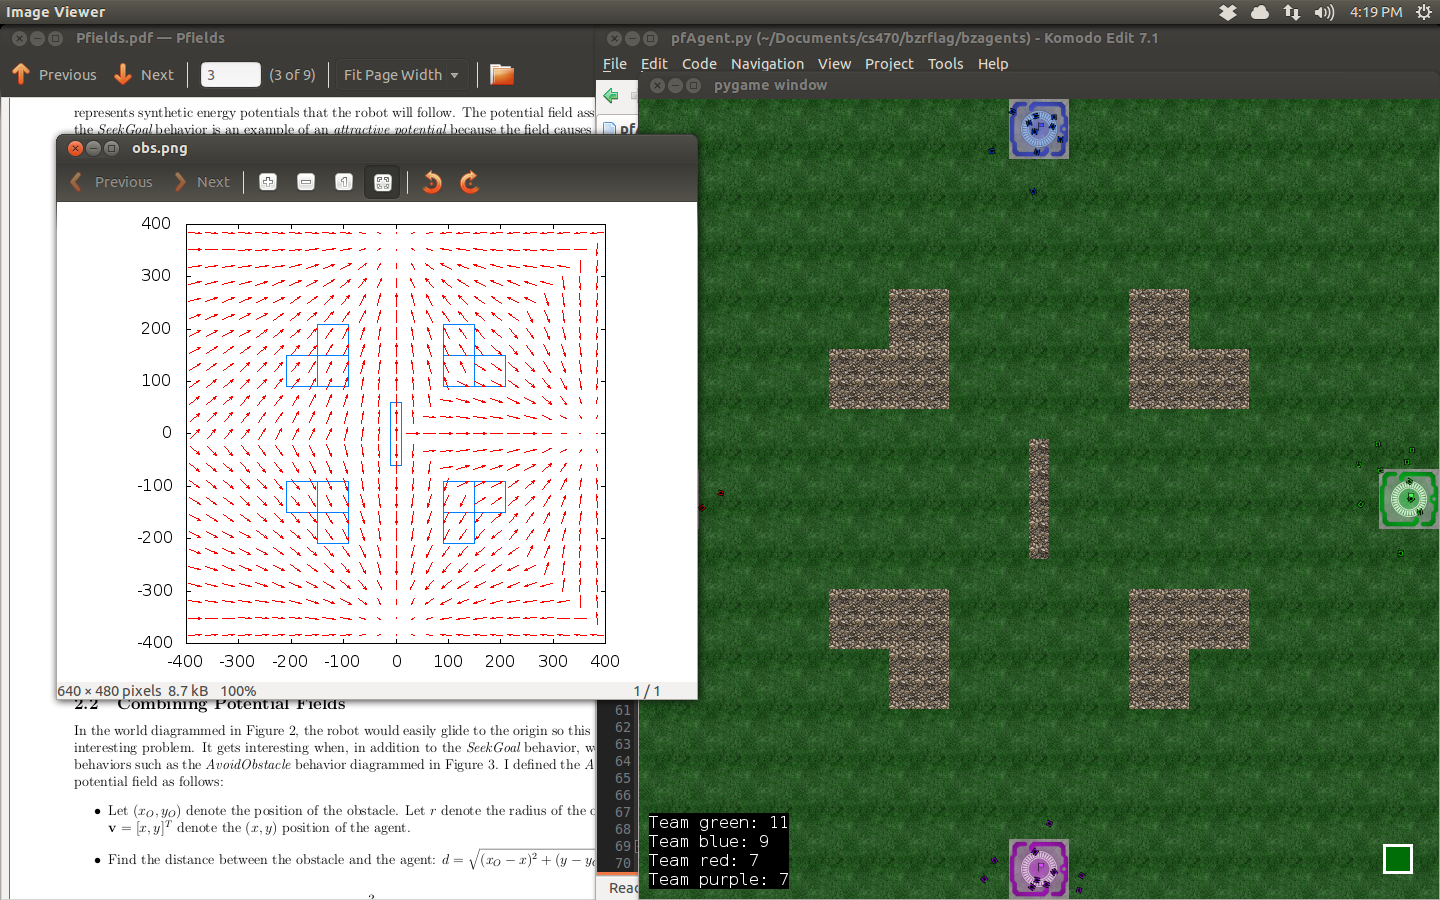 Image Viewer
4:19 PM
Pfields.pdf — Pfields
Previous Next 3 (3 of 9) Fit Page Width
represents synthetic energy potentials that the robot will follow. The potential field ass
the SeekGoal behavior is an example of an attractive potential because the field causes
obs.png
Previous Next
400
300
200
100
0
-100
-200
-300
-400
-400 -300 -200 -100 0 100 200 300 400
640 × 480 pixels 8.7 kB 100% 1 / 1
2.2 Combining Potential Fields
In the world diagrammed in Figure 2, the robot would easily glide to the origin so this
interesting problem. It gets interesting when, in addition to the SeekGoal behavior, w
behaviors such as the AvoidObstacle behavior diagrammed in Figure 3. I defined the A
potential field as follows:
• Let (x_O, y_O) denote the position of the obstacle. Let r denote the radius of the o
v = [x, y]^T denote the (x, y) position of the agent.
• Find the distance between the obstacle and the agent: d = √(x_O − x)² + (y − y
pfAgent.py (~/Documents/cs470/bzrflag/bzagents) - Komodo Edit 7.1
File Edit Code Navigation View Project Tools Help
pf
pygame window
P
P
61
62
63
64
65
66
67
68
69
70
Read
Team green: 11
Team blue: 9
Team red: 7
Team purple: 7